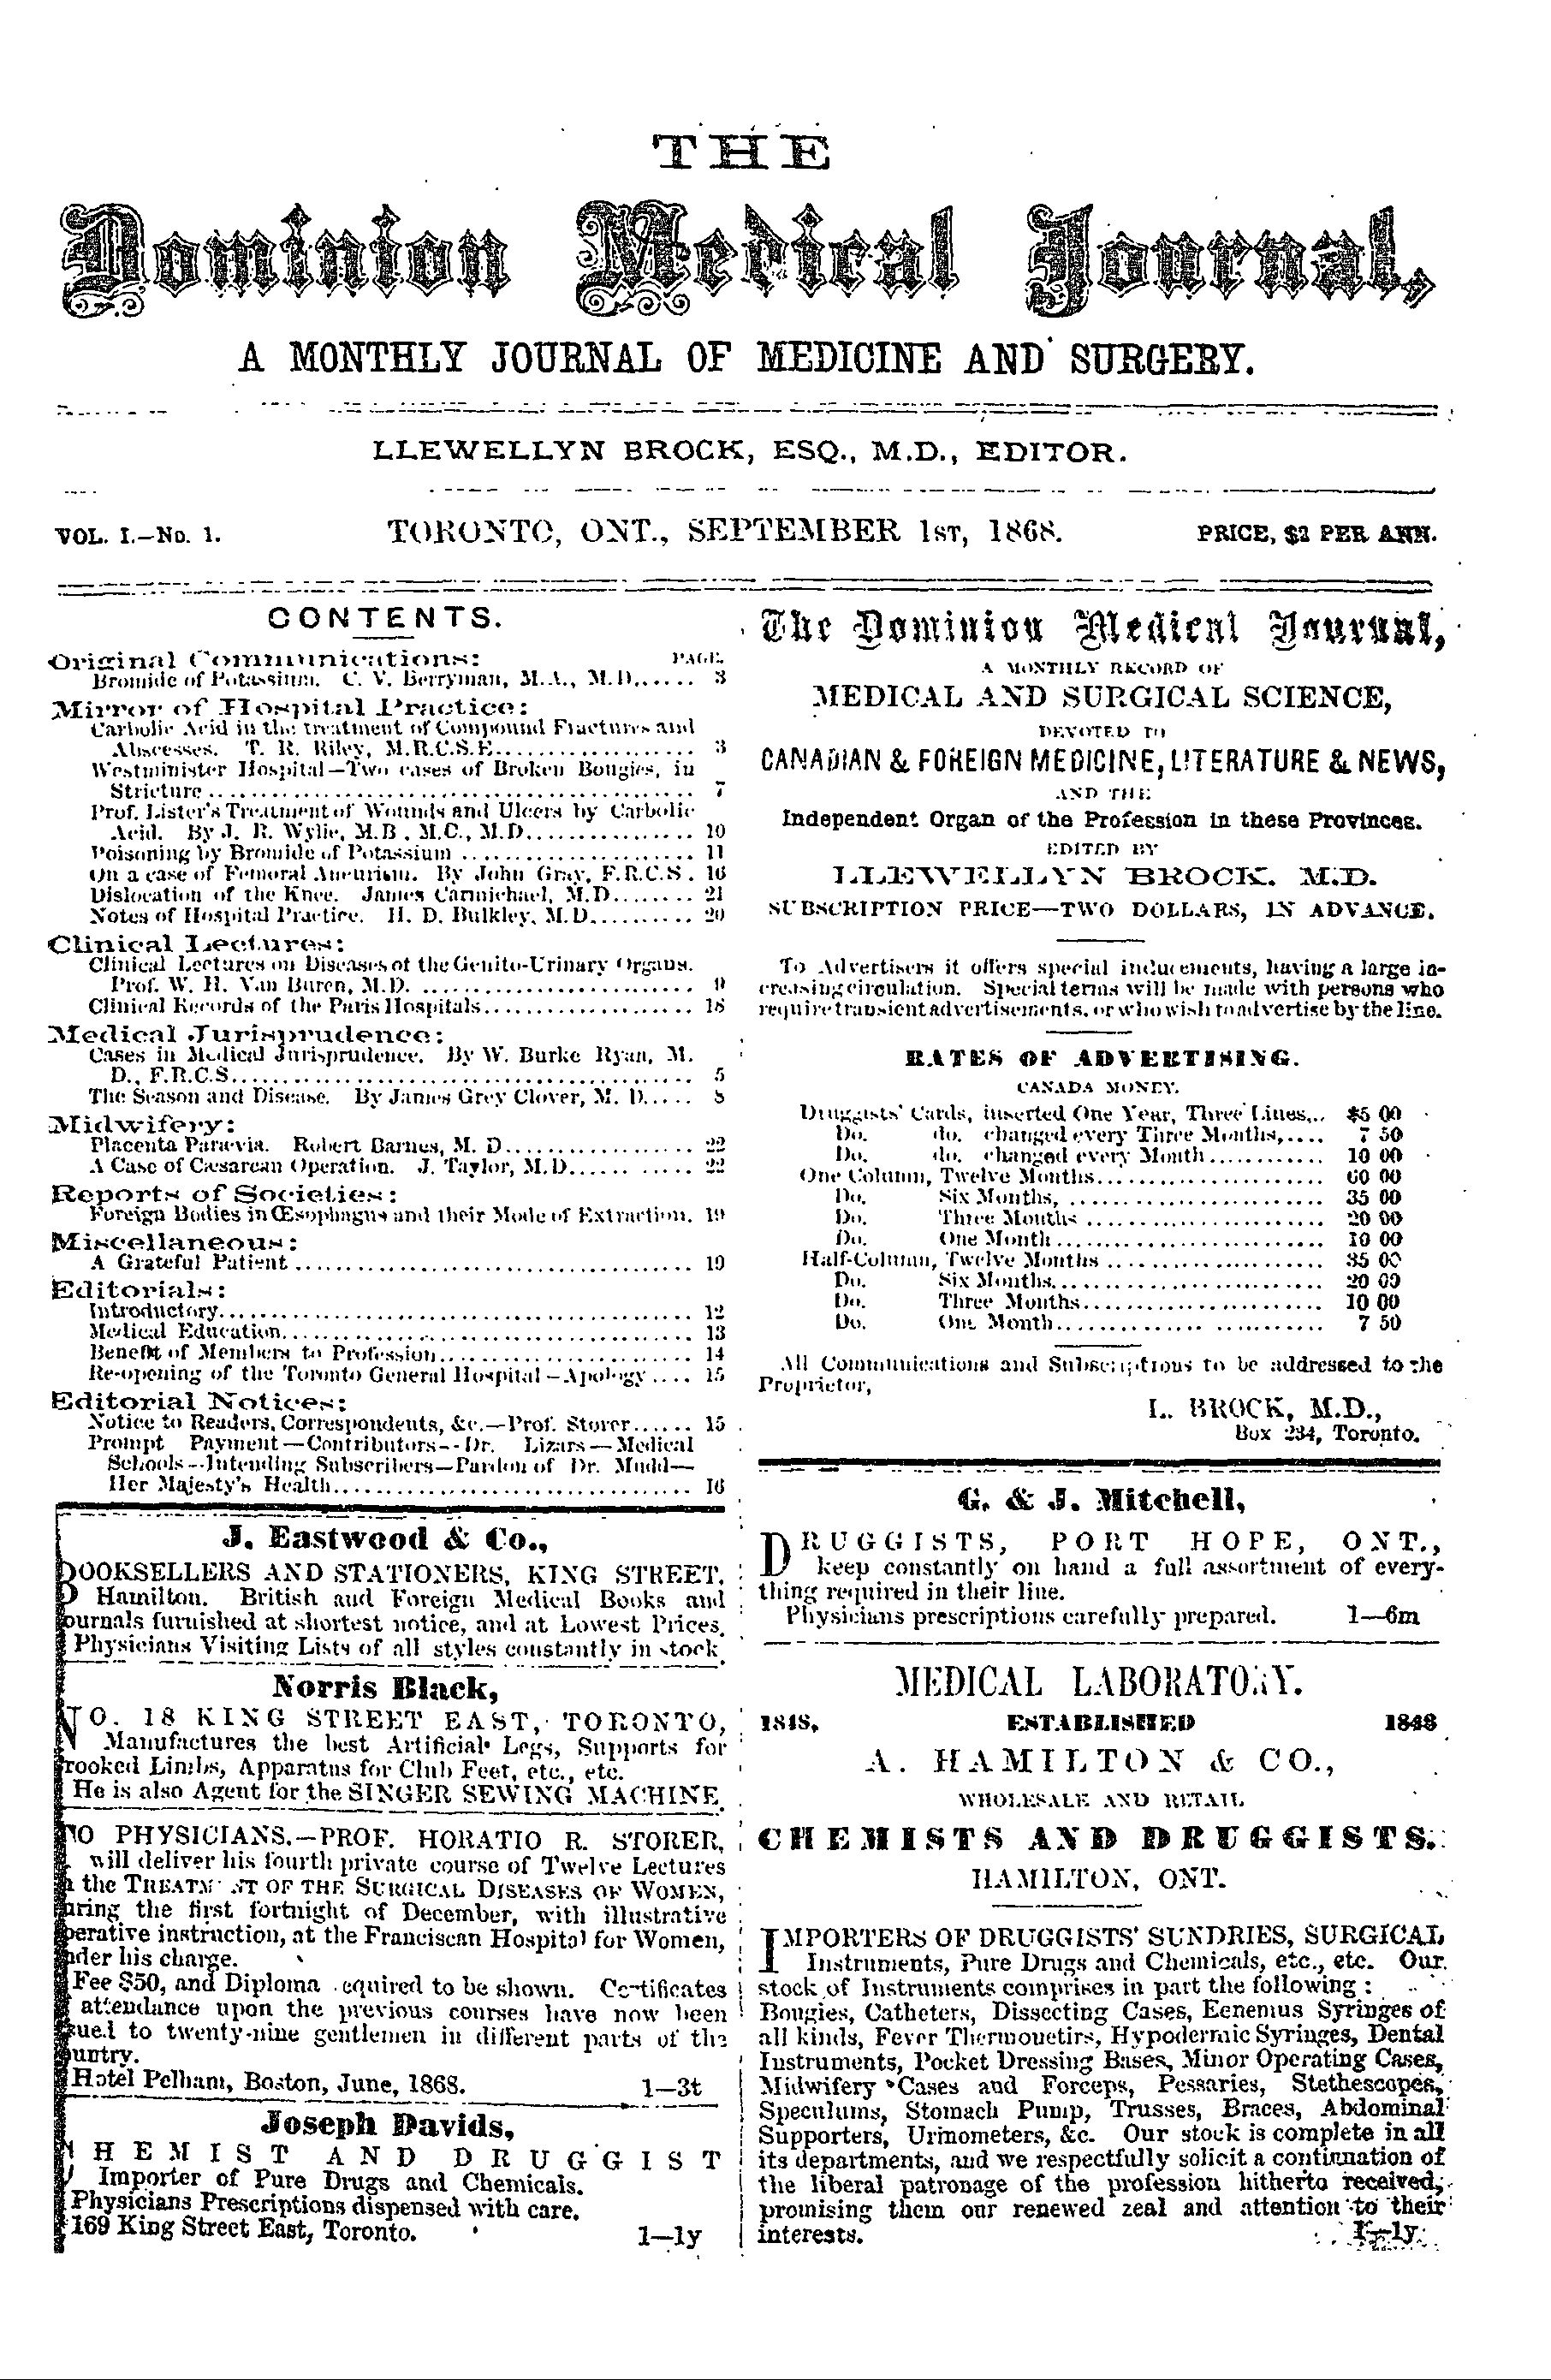 THE
Dominion Medical Journal,
A MONTHLY JOURNAL OF MEDICINE AND SURGERY.
LLEWELLYN BROCK, ESQ., M.D., EDITOR.
VOL. I.—No. 1.
TORONTO, ONT., SEPTEMBER 1ST, 1868.
PRICE, $2 PER ANN.
CONTENTS.
Original Communications: PAGE.
Bromide of Potassium. C. V. Berryman, M.A., M.D...... 3
Mirror of Hospital Practice:
Carbolic Acid in the treatment of Compound Fractures and
Abscesses. T. R. Riley, M.R.C.S.E.................... 3
Westminister Hospital—Two cases of Broken Bougies, in
Stricture................................................ 7
Prof. Lister's Treatment of Wounds and Ulcers by Carbolic
Acid. By J. R. Wylie, M.B., M.C., M.D................ 10
Poisoning by Bromide of Potassium ........................ 11
On a case of Femoral Aneurism. By John Gray, F.R.C.S. 16
Dislocation of the Knee. James Carmichael, M.D........ 21
Notes of Hospital Practice. H. D. Bulkley, M.D.......... 20
Clinical Lectures:
Clinical Lectures on Diseases of the Genito-Urinary Organs.
Prof. W. H. Van Buren, M.D. ........................... 9
Clinical Records of the Paris Hospitals.................... 18
Medical Jurisprudence:
Cases in Medical Jurisprudence. By W. Burke Ryan, M.
D., F.R.C.S............................................. 5
The Season and Disease. By James Grey Clover, M. D..... 8
Midwifery:
Placenta Paraevia. Robert Barnes, M. D................... 22
A Case of Cæsarean Operation. J. Taylor, M.D............ 22
Reports of Societies:
Foreign Bodies in Œsophagus and their Mode of Extraction. 19
Miscellaneous:
A Grateful Patient ........................................ 19
Editorials:
Introductory.............................................. 12
Medical Education......................................... 13
Benefit of Members to Profession.......................... 14
Re-opening of the Toronto General Hospital—Apology .... 15
Editorial Notices:
Notice to Readers, Correspondents, &c.—Prof. Storer...... 15
Prompt Payment—Contributors--Dr. Lizars—Medical
Schools--Intending Subscribers—Pardon of Dr. Mudd—
Her Majesty's Health.................................... 16
J. Eastwood & Co.,
BOOKSELLERS AND STATIONERS, KING STREET,
Hamilton. British and Foreign Medical Books and
ournals furnished at shortest notice, and at Lowest Prices.
Physicians Visiting Lists of all styles constantly in stock.
Norris Black,
NO. 18 KING STREET EAST, TORONTO,
Manufactures the best Artificial Legs, Supports for
rooked Limbs, Apparatus for Club Feet, etc., etc.
He is also Agent for the SINGER SEWING MACHINE.
TO PHYSICIANS.—PROF. HORATIO R. STORER,
will deliver his fourth private course of Twelve Lectures
the TREATM ST OF THE SURGICAL DISEASES OF WOMEN,
uring the first fortnight of December, with illustrative
perative instruction, at the Franciscan Hospital for Women,
nder his charge.
Fee $50, and Diploma equired to be shown. Certificates
attendance upon the previous courses have now been
sued to twenty-nine gentlemen in different parts of the
ountry.
Hotel Pelham, Boston, June, 1868. 1—3t
Joseph Davids,
HEMIST AND DRUGGIST
Importer of Pure Drugs and Chemicals.
Physicians Prescriptions dispensed with care.
169 King Street East, Toronto. 1—ly
The Dominion Medical Journal,
A MONTHLY RECORD OF
MEDICAL AND SURGICAL SCIENCE,
DEVOTED TO
CANADIAN & FOREIGN MEDICINE, LITERATURE & NEWS,
AND THE
Independent Organ of the Profession in these Provinces.
EDITED BY
LLEWELLYN BROCK. M.D.
SUBSCRIPTION PRICE—TWO DOLLARS, IN ADVANCE.
To Advertisers it offers special inducements, having a large in-
creasing circulation. Special terms will be made with persons who
require transient advertisements, or who wish to advertise by the line.
RATES OF ADVERTISING.
CANADA MONEY.
Druggists' Cards, inserted One Year, Three Lines,.. $5 00
Do. do. changed every Three Months,.... 7 50
Do. do. changed every Month............ 10 00
One Column, Twelve Months........................ 60 00
Do. Six Months, ........................... 35 00
Do. Three Months ......................... 20 00
Do. One Month............................ 10 00
Half-Column, Twelve Months ....................... 35 00
Do. Six Months............................ 20 00
Do. Three Months......................... 10 00
Do. One Month............................ 7 50
All Communications and Subscriptions to be addressed to the
Proprietor,
L. BROCK, M.D.,
Box 234, Toronto.
G. & J. Mitchell,
DRUGGISTS, PORT HOPE, ONT.,
keep constantly on hand a full assortment of every-
thing required in their line.
Physicians prescriptions carefully prepared. 1—6m
MEDICAL LABORATORY.
1848, ESTABLISHED 1848
A. HAMILTON & CO.,
WHOLESALE AND RETAIL
CHEMISTS AND DRUGGISTS.
HAMILTON, ONT.
IMPORTERS OF DRUGGISTS' SUNDRIES, SURGICAL
Instruments, Pure Drugs and Chemicals, etc., etc. Our
stock of Instruments comprises in part the following :
Bougies, Catheters, Dissecting Cases, Eenemus Syringes of
all kinds, Fever Thermouetirs, Hypodermic Syringes, Dental
Instruments, Pocket Dressing Bases, Minor Operating Cases,
Midwifery Cases and Forceps, Pessaries, Stethescopes,
Speculums, Stomach Pump, Trusses, Braces, Abdominal
Supporters, Urinometers, &c. Our stock is complete in all
its departments, and we respectfully solicit a continuation of
the liberal patronage of the profession hitherto received,
promising them our renewed zeal and attention to their
interests. 1—ly